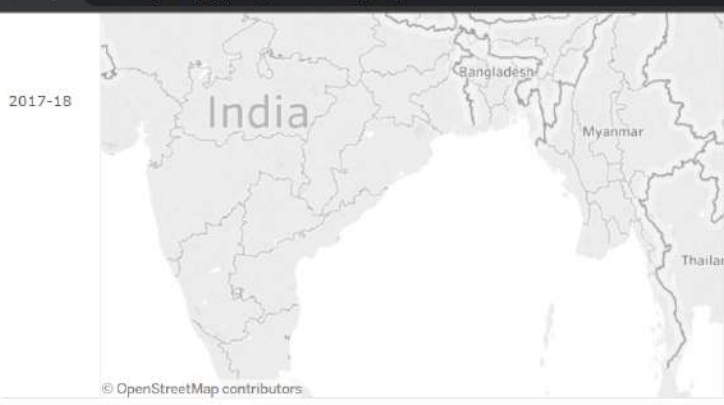 Bangladesh
2017-18
India
Myanmar
Thailan
© OpenStreetMap contributors